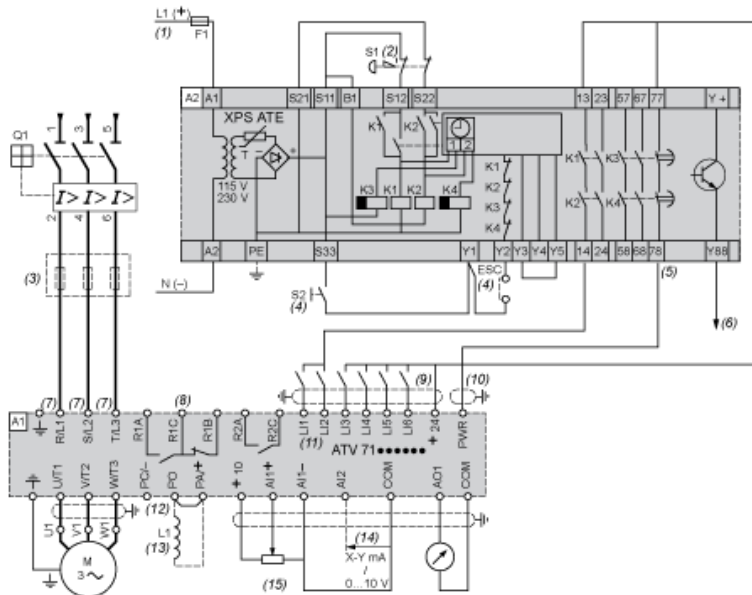 L1 (+)
(1)
F1
S1 (2)
A2 A1 S21 S11 B1 S12 S22 13 23 57 67 77 Y +
XPS ATE
K1 K2
1 2
T
+
115 V
230 V
K3 K1 K2 K4
K1
K2
K3
K4
K1 K3
K2 K4
A2 PE S33 Y1 Y2 Y3 Y4 Y5 14 24 58 68 78 Y88
Q1
1 3 5
I> I> I>
2 4 6
(3)
N (–)
S2
(4)
ESC
(4)
(5)
(6)
(7) (7) (7) (8) (9) (10)
A1
R/L1 S/L2 T/L3 R1A R1C R1B R2A R2C LI1 LI2 LI3 LI4 LI5 LI6 + 24 PWR
(11)
ATV 71••••••
U/T1 V/T2 W/T3 PC/– PO PA/+ + 10 AI1+ AI1– AI2 COM AO1 COM
(12)
U1 V1 W1
L1
(13)
M
3~
(14)
X-Y mA
/
0...10 V
(15)